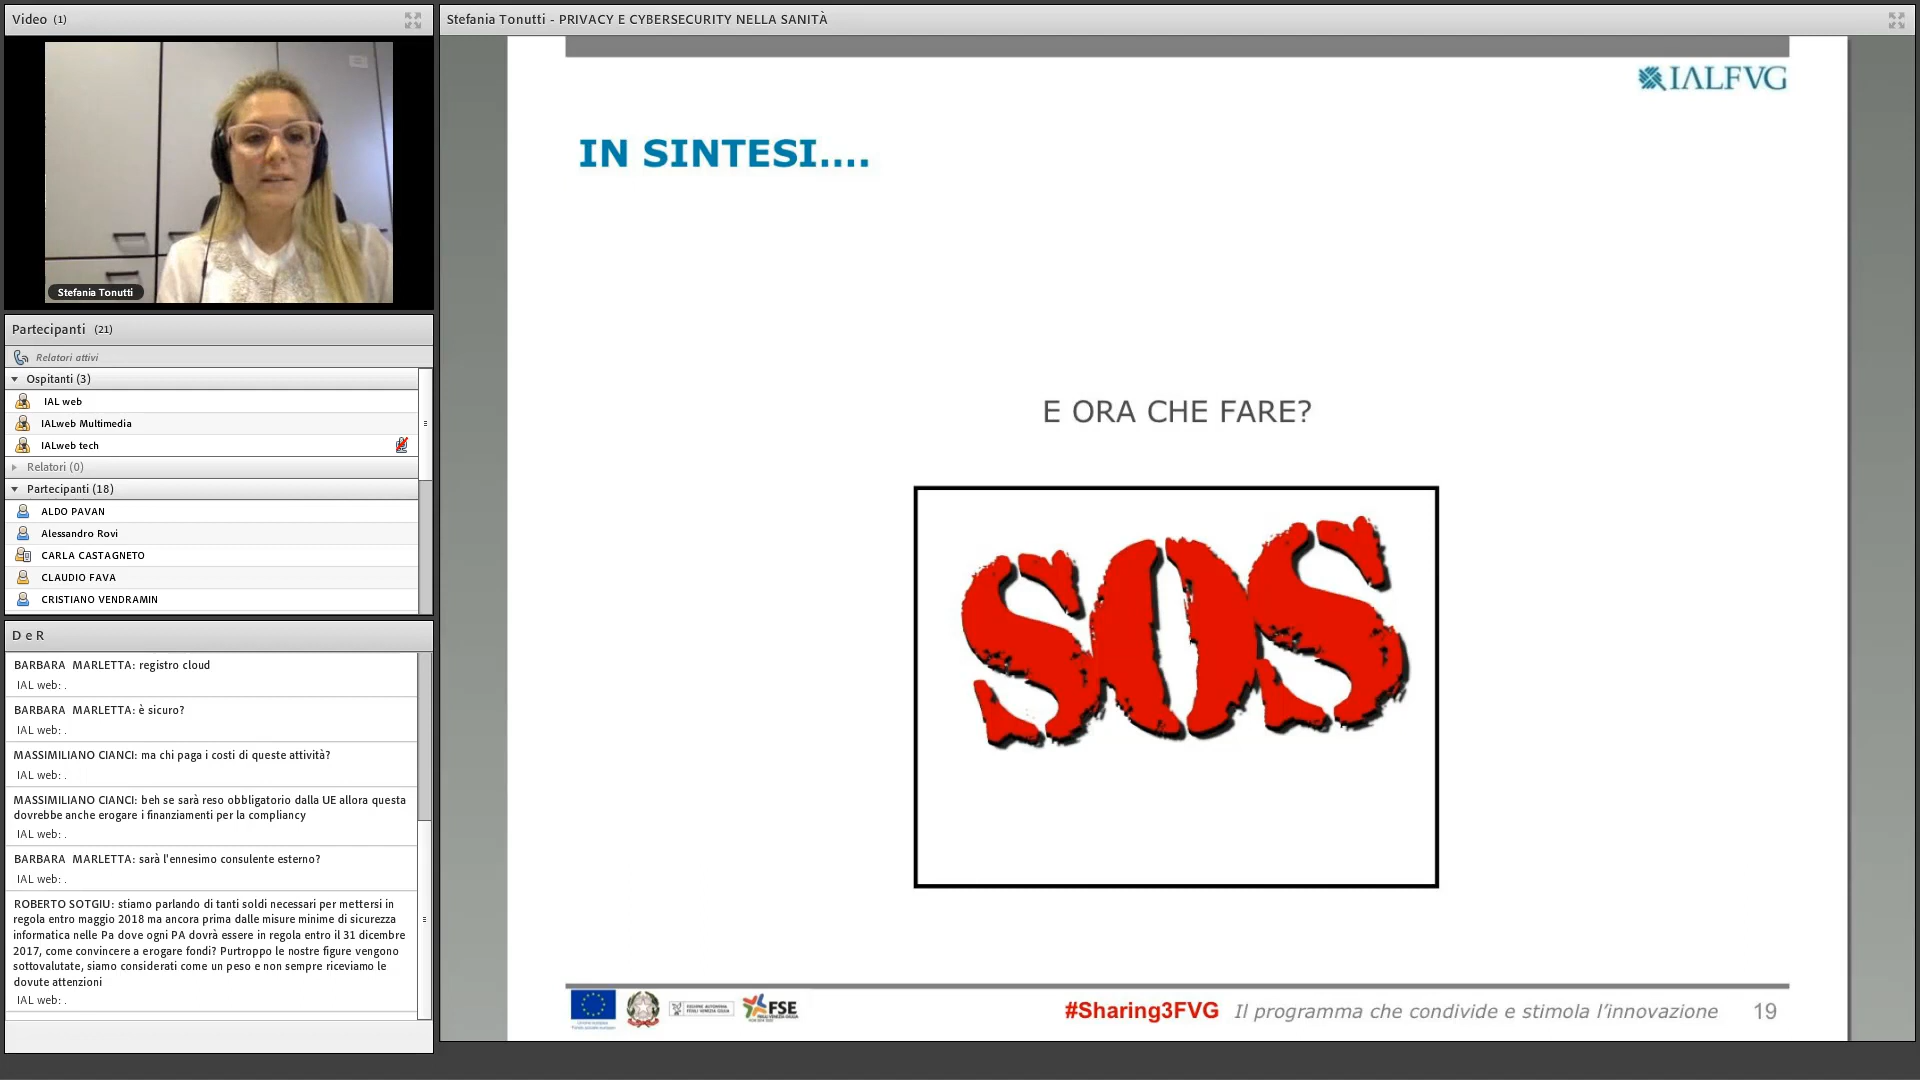 Video (1)
Stefania Tonutti
Partecipanti (21)
Relatori attivi
Ospitanti (3)
IAL web
IALweb Multimedia
IALweb tech
Relatori (0)
Partecipanti (18)
ALDO PAVAN
Alessandro Rovi
CARLA CASTAGNETO
CLAUDIO FAVA
CRISTIANO VENDRAMIN
D e R
BARBARA MARLETTA: registro cloud
IAL web: .
BARBARA MARLETTA: è sicuro?
IAL web: .
MASSIMILIANO CIANCI: ma chi paga i costi di queste attività?
IAL web: .
MASSIMILIANO CIANCI: beh se sarà reso obbligatorio dalla UE allora questa
dovrebbe anche erogare i finanziamenti per la compliancy
IAL web: .
BARBARA MARLETTA: sarà l'ennesimo consulente esterno?
IAL web: .
ROBERTO SOTGIU: stiamo parlando di tanti soldi necessari per mettersi in
regola entro maggio 2018 ma ancora prima dalle misure minime di sicurezza
informatica nelle Pa dove ogni PA dovrà essere in regola entro il 31 dicembre
2017, come convincere a erogare fondi? Purtroppo le nostre figure vengono
sottovalutate, siamo considerati come un peso e non sempre riceviamo le
dovute attenzioni
IAL web: .
Stefania Tonutti - PRIVACY E CYBERSECURITY NELLA SANITÀ
IALFVG
IN SINTESI....
E ORA CHE FARE?
SOS
FSE
#Sharing3FVG Il programma che condivide e stimola l'innovazione 19